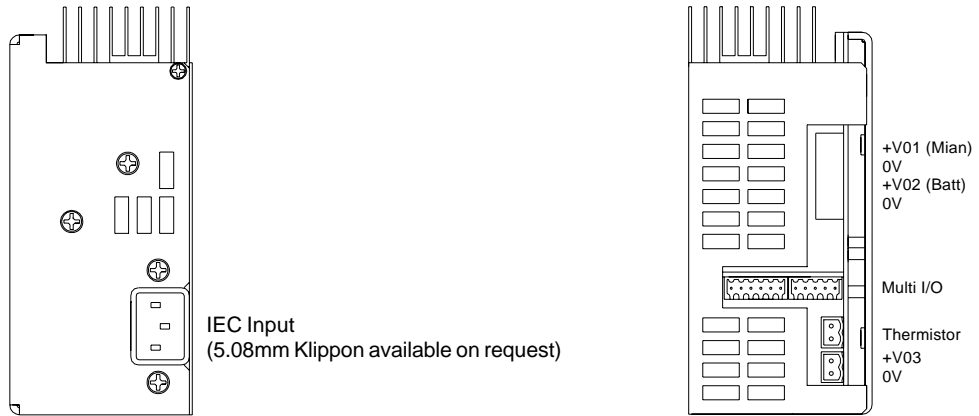 IEC Input
(5.08mm Klippon available on request)
+V01 (Mian)
0V
+V02 (Batt)
0V
Multi I/O
Thermistor
+V03
0V